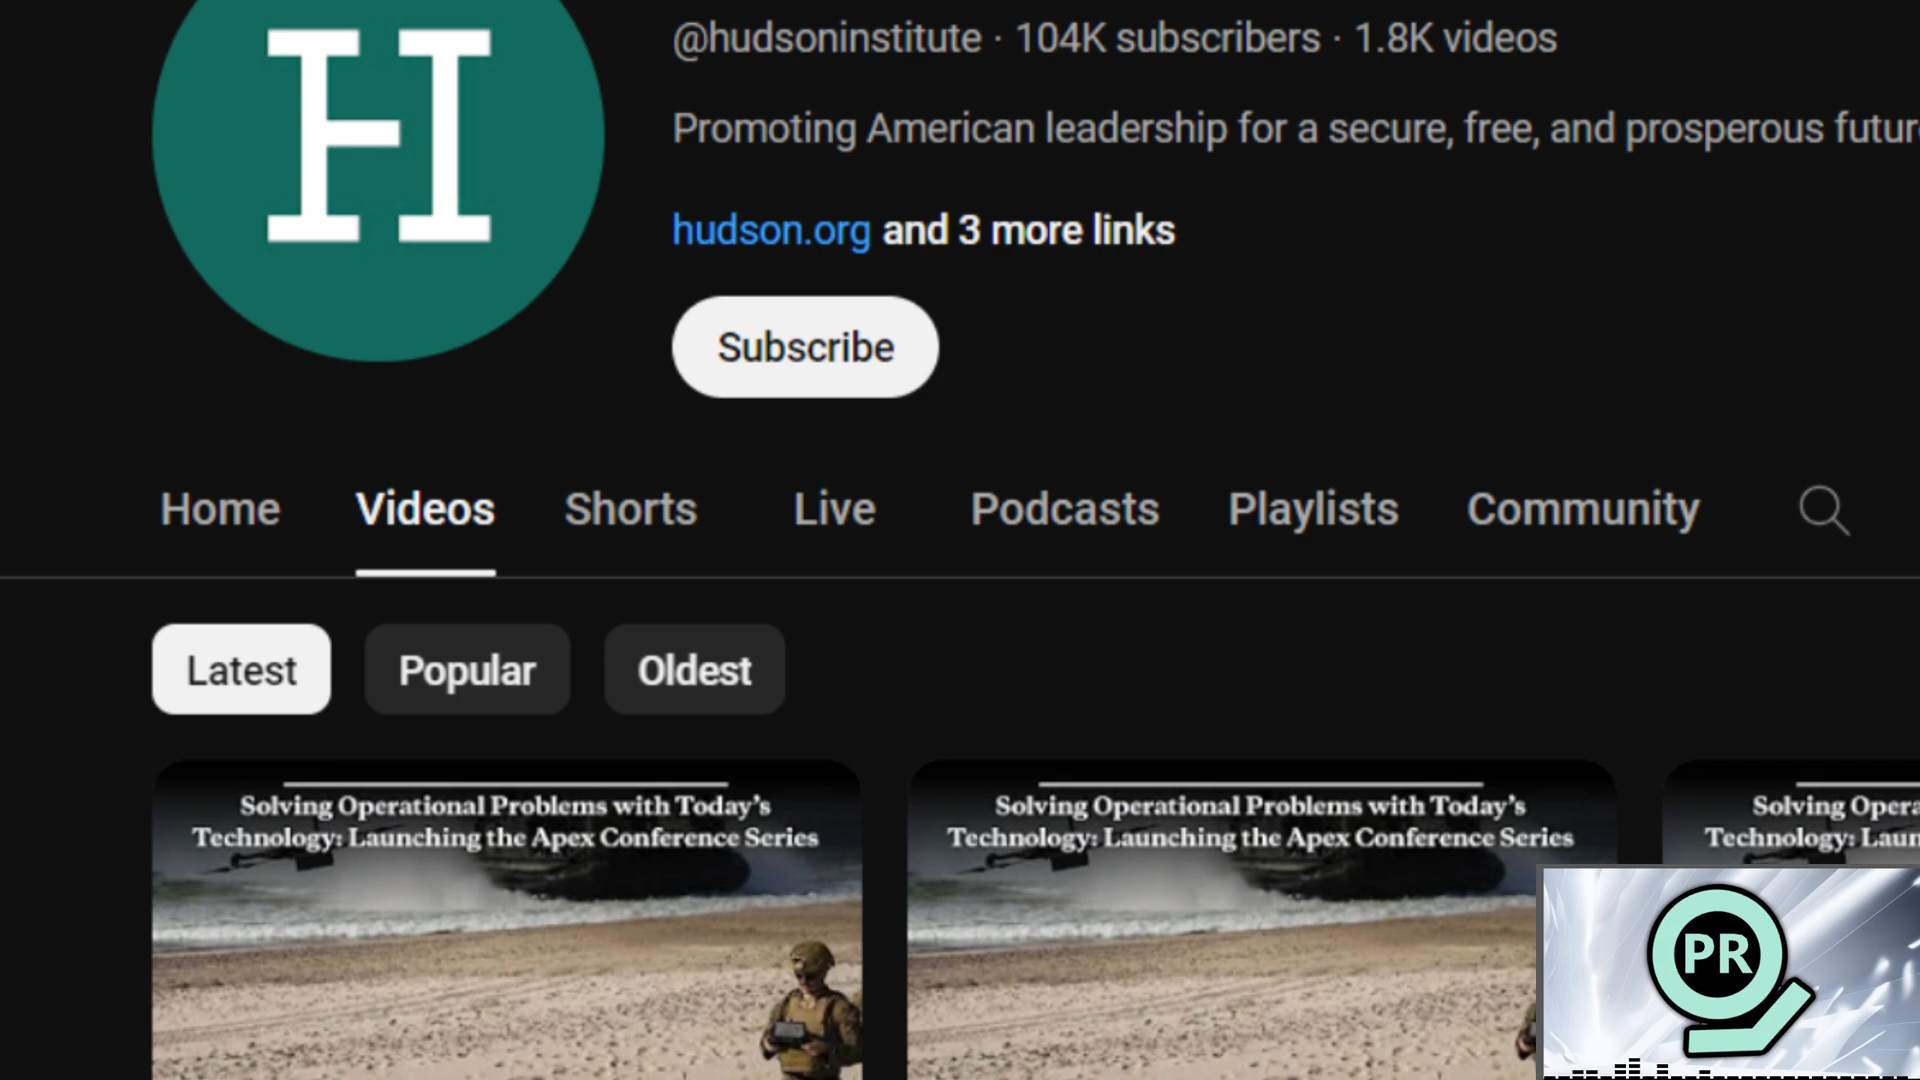 H
@hudsoninstitute · 104K subscribers · 1.8K videos
Promoting American leadership for a secure, free, and prosperous futur
hudson.org and 3 more links
Subscribe
Home Videos Shorts Live Podcasts Playlists Community
Latest Popular Oldest
Solving Operational Problems with Today's
Technology: Launching the Apex Conference Series
Solving Operational Problems with Today's
Technology: Launching the Apex Conference Series
Solving Opera
Technology: Laun
PR